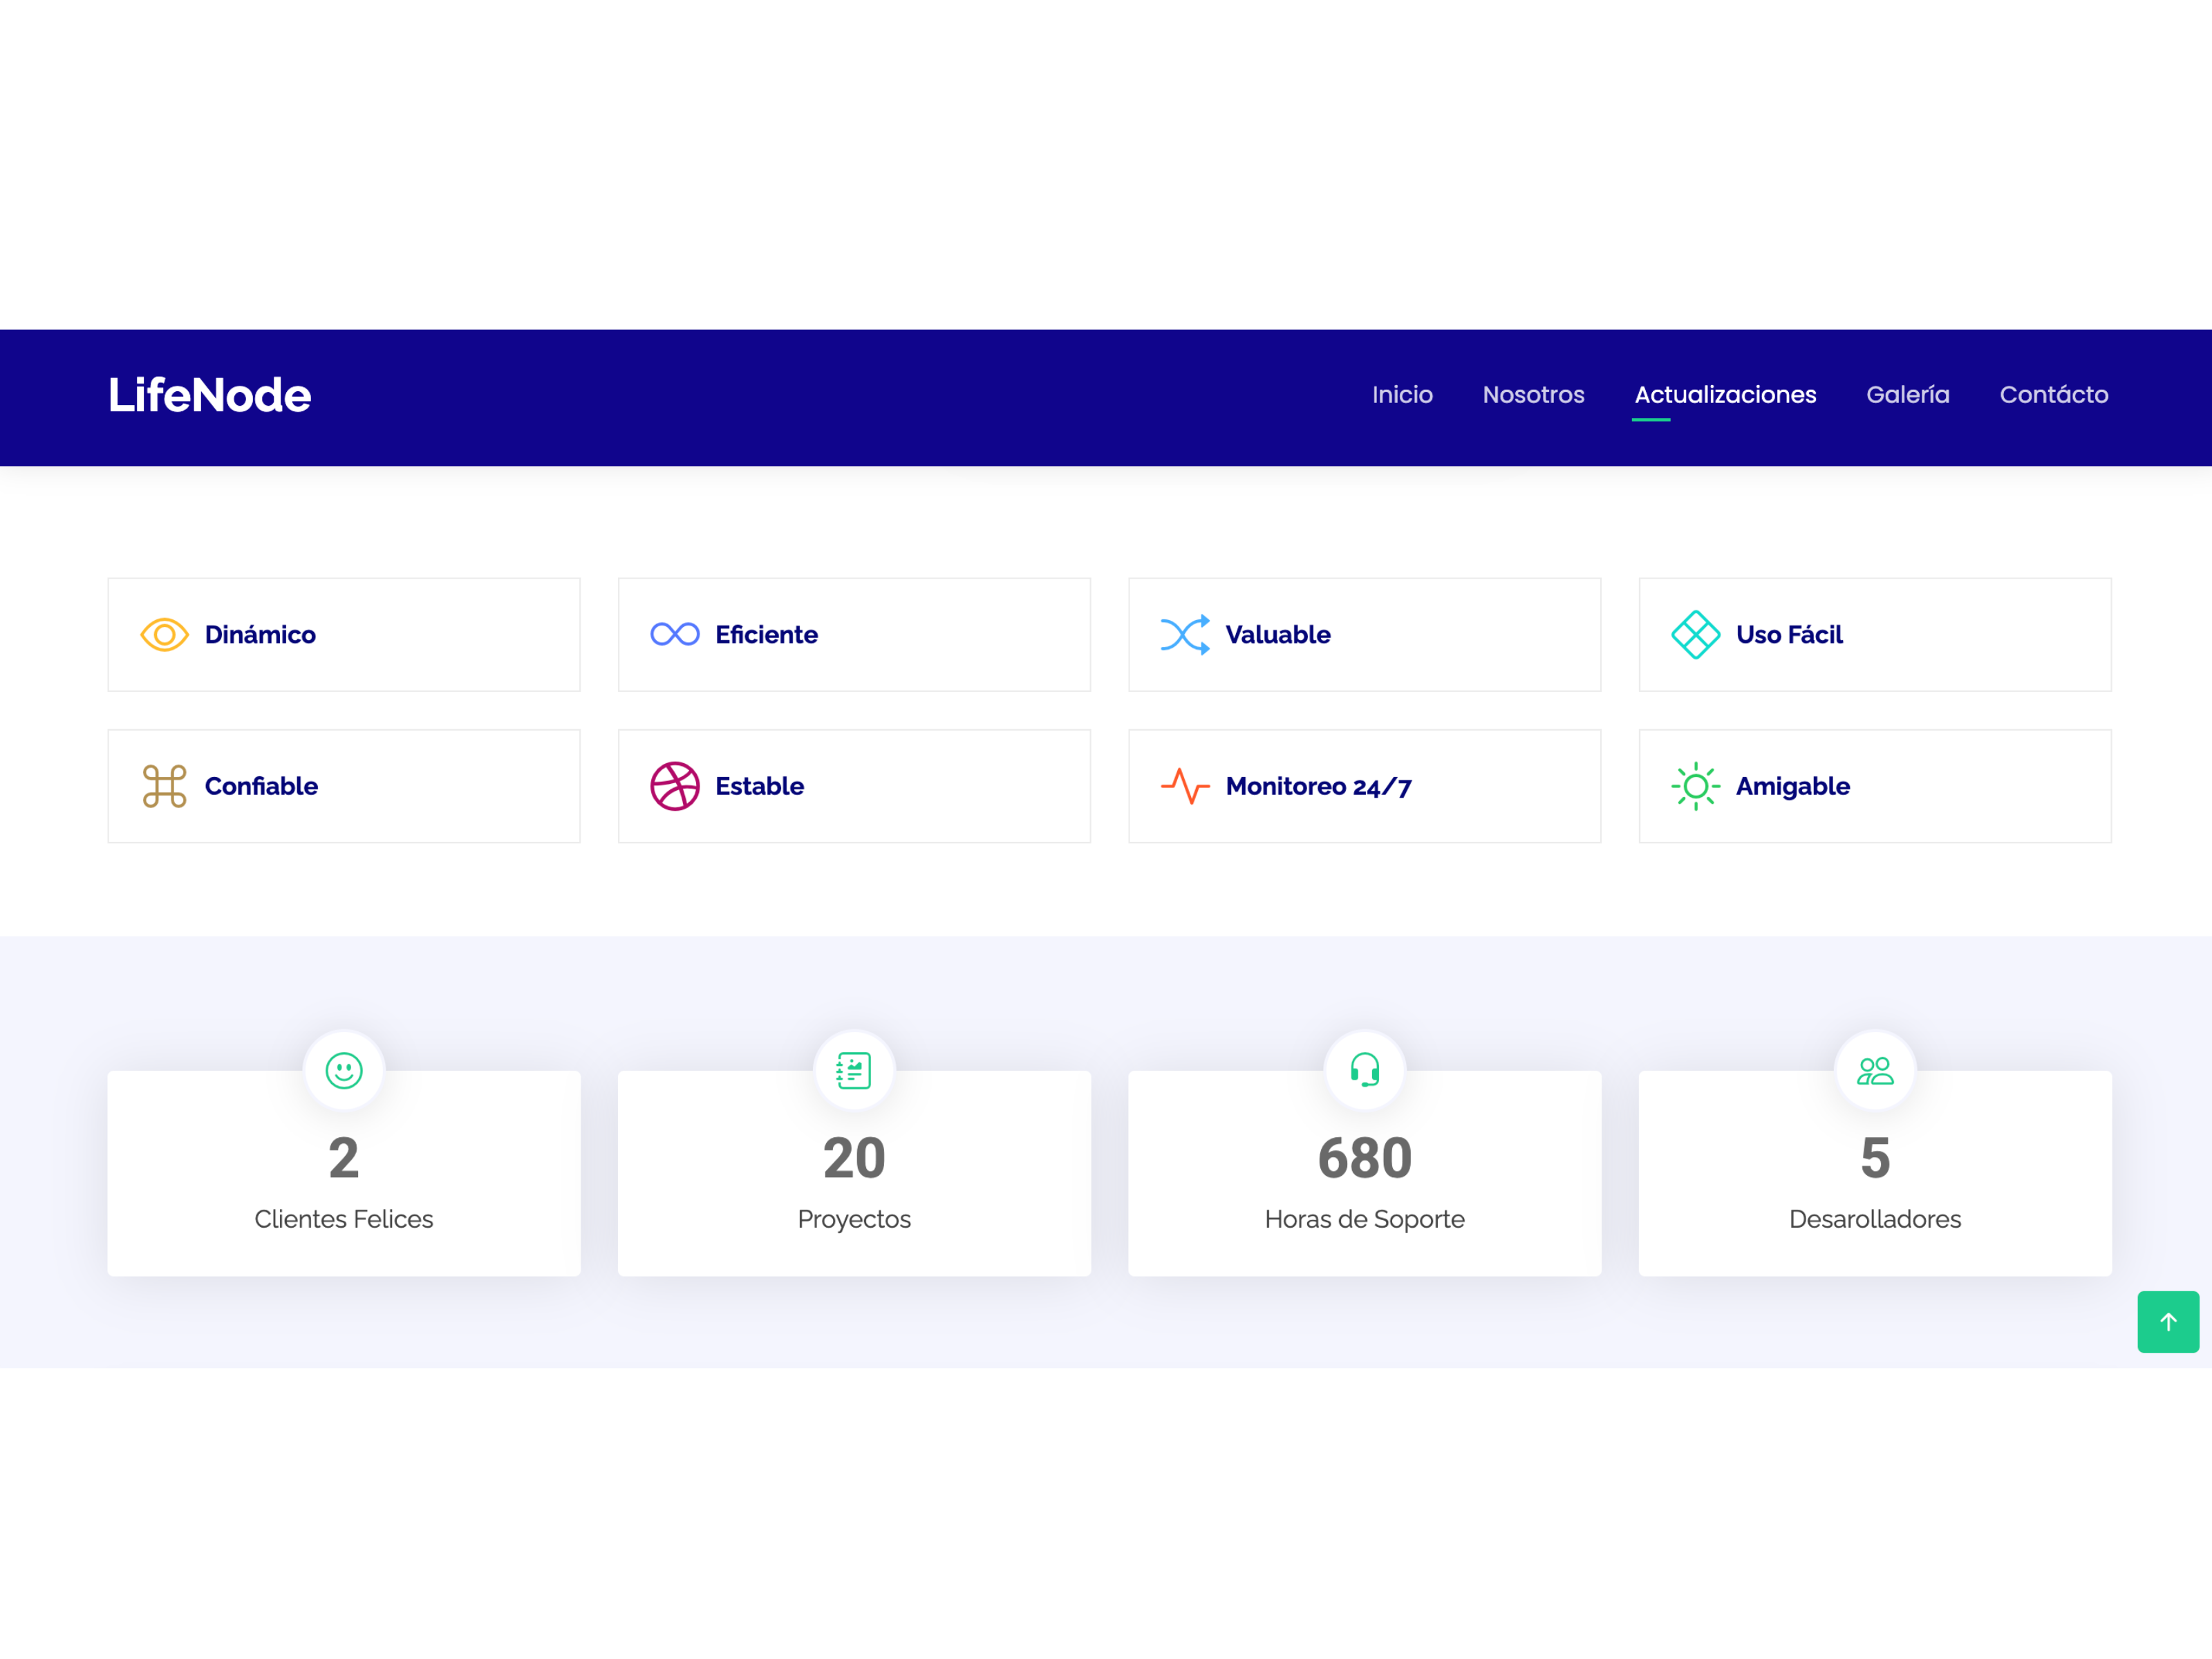 LifeNode
Inicio Nosotros Actualizaciones Galería Contácto
Dinámico Eficiente Valuable Uso Fácil
Confiable Estable Monitoreo 24/7 Amigable
2 20 680 5
Clientes Felices Proyectos Horas de Soporte Desarolladores